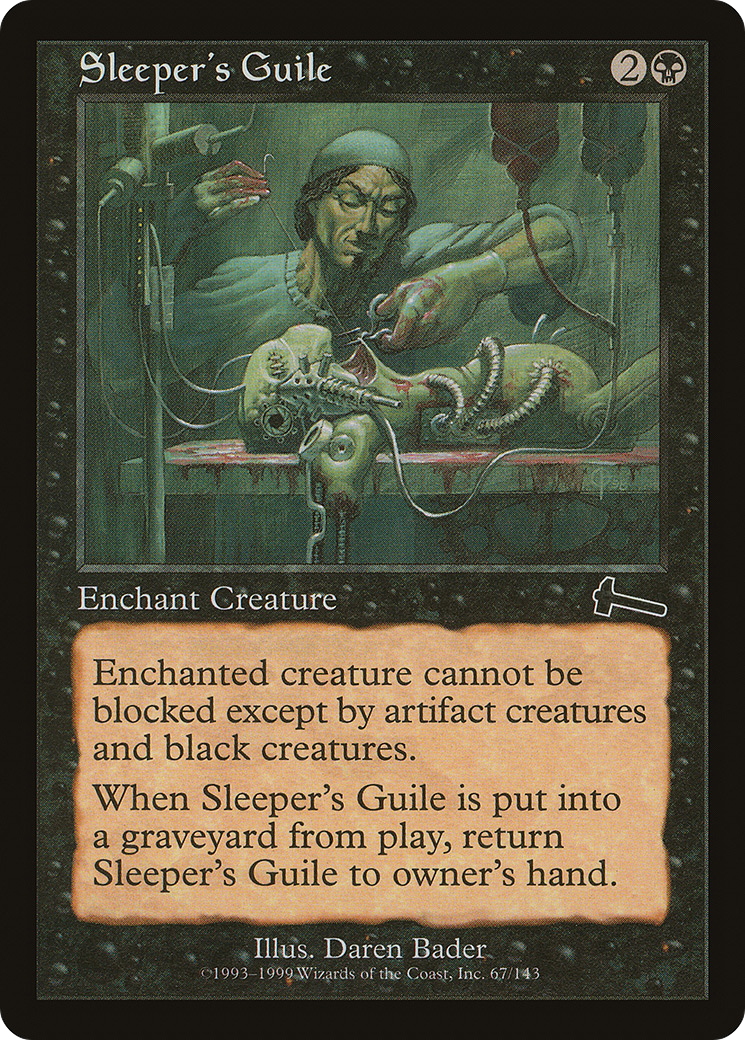 Sleeper's Guile
2
Enchant Creature
Enchanted creature cannot be
blocked except by artifact creatures
and black creatures.
When Sleeper's Guile is put into
a graveyard from play, return
Sleeper's Guile to owner's hand.
Illus. Daren Bader
©1993–1999 Wizards of the Coast, Inc. 67/143